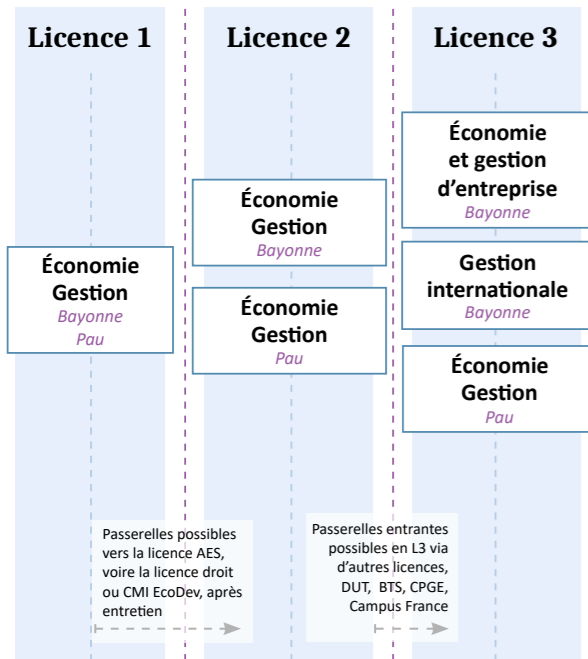 Licence 1
Économie
Gestion
Bayonne
Pau
Passerelles possibles
vers la licence AES,
voire la licence droit
ou CMI EcoDev, après
entretien
Licence 2
Économie
Gestion
Bayonne
Économie
Gestion
Pau
Passerelles entrantes
possibles en L3 via
d'autres licences,
DUT, BTS, CPGE,
Campus France
Licence 3
Économie
et gestion
d'entreprise
Bayonne
Gestion
internationale
Bayonne
Économie
Gestion
Pau